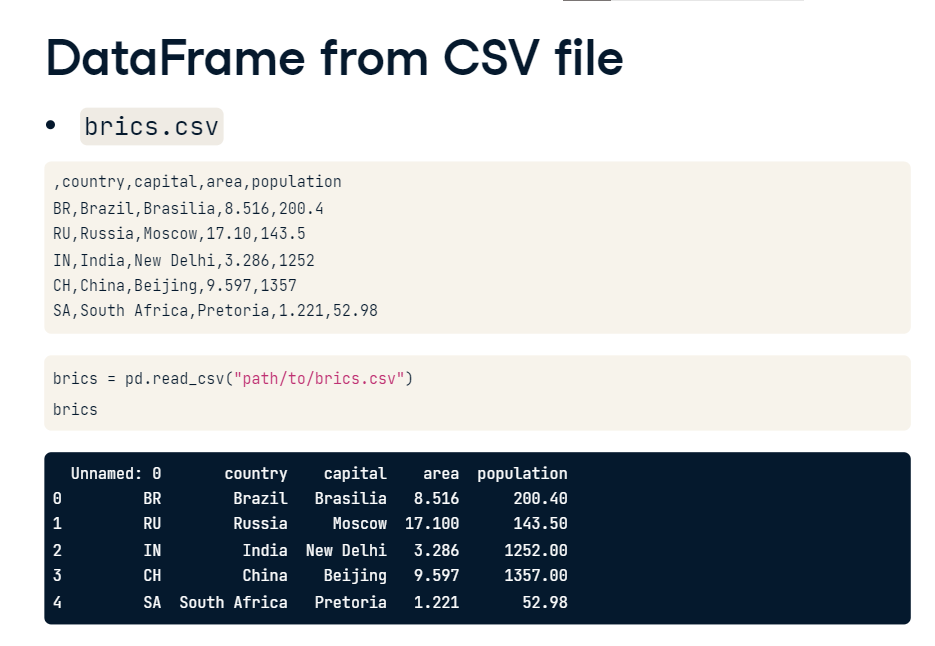 DataFrame from CSV file
• brics.csv
,country,capital,area,population
BR,Brazil,Brasilia,8.516,200.4
RU,Russia,Moscow,17.10,143.5
IN,India,New Delhi,3.286,1252
CH,China,Beijing,9.597,1357
SA,South Africa,Pretoria,1.221,52.98
brics = pd.read_csv("path/to/brics.csv")
brics
  Unnamed: 0       country    capital    area  population
0         BR        Brazil   Brasilia   8.516      200.40
1         RU        Russia     Moscow  17.100      143.50
2         IN         India  New Delhi   3.286     1252.00
3         CH         China    Beijing   9.597     1357.00
4         SA  South Africa   Pretoria   1.221       52.98